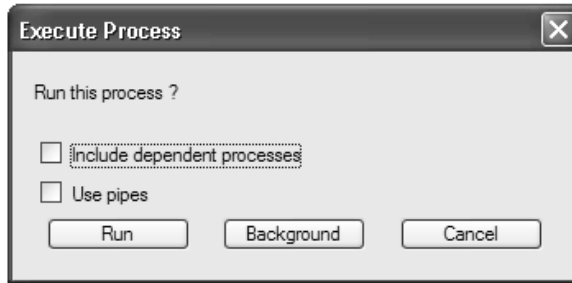 Execute Process
Run this process ?
Include dependent processes
Use pipes
Run Background Cancel